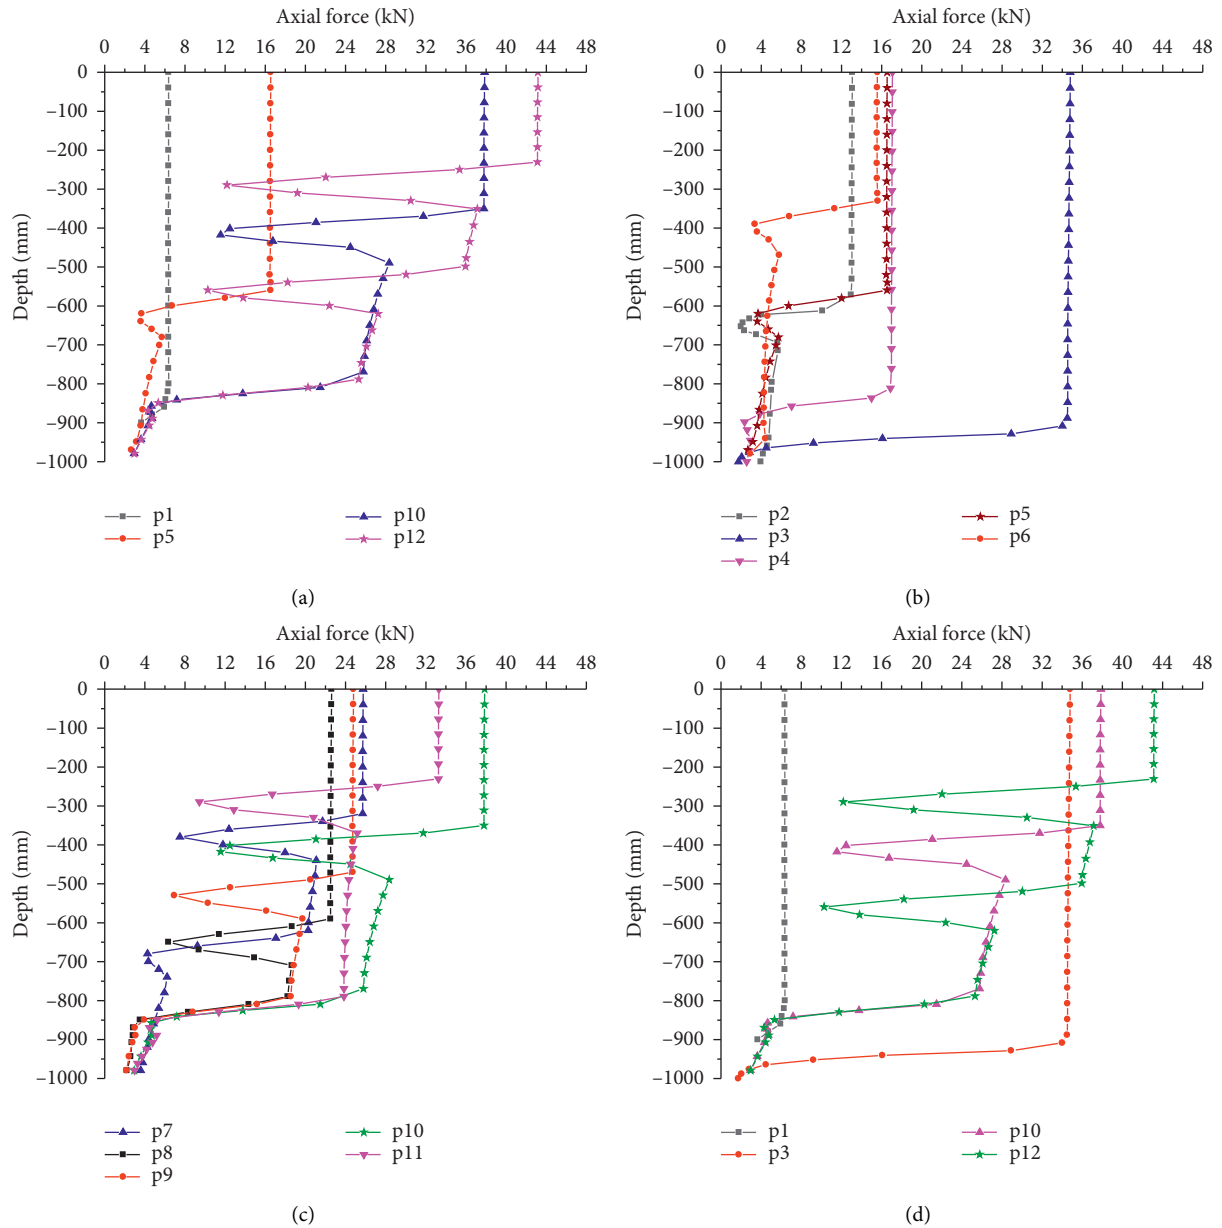 Axial force (kN)
0 4 8 12 16 20 24 28 32 36 40 44 48
0
−100
−200
−300
−400
−500
−600
−700
−800
−900
−1000
Depth (mm)
p1
p5
p10
p12
(a)
Axial force (kN)
0 4 8 12 16 20 24 28 32 36 40 44 48
0
−100
−200
−300
−400
−500
−600
−700
−800
−900
−1000
Depth (mm)
p2
p3
p4
p5
p6
(b)
Axial force (kN)
0 4 8 12 16 20 24 28 32 36 40 44 48
0
−100
−200
−300
−400
−500
−600
−700
−800
−900
−1000
Depth (mm)
p7
p8
p9
p10
p11
(c)
Axial force (kN)
0 4 8 12 16 20 24 28 32 36 40 44 48
0
−100
−200
−300
−400
−500
−600
−700
−800
−900
−1000
Depth (mm)
p1
p3
p10
p12
(d)